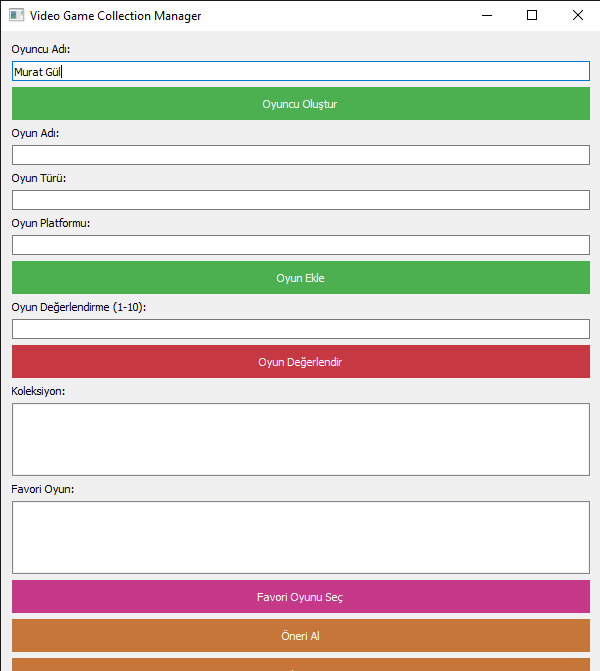 Video Game Collection Manager
Oyuncu Adı:
Murat Gül
Oyuncu Oluştur
Oyun Adı:
Oyun Türü:
Oyun Platformu:
Oyun Ekle
Oyun Değerlendirme (1-10):
Oyun Değerlendir
Koleksiyon:
Favori Oyun:
Favori Oyunu Seç
Öneri Al